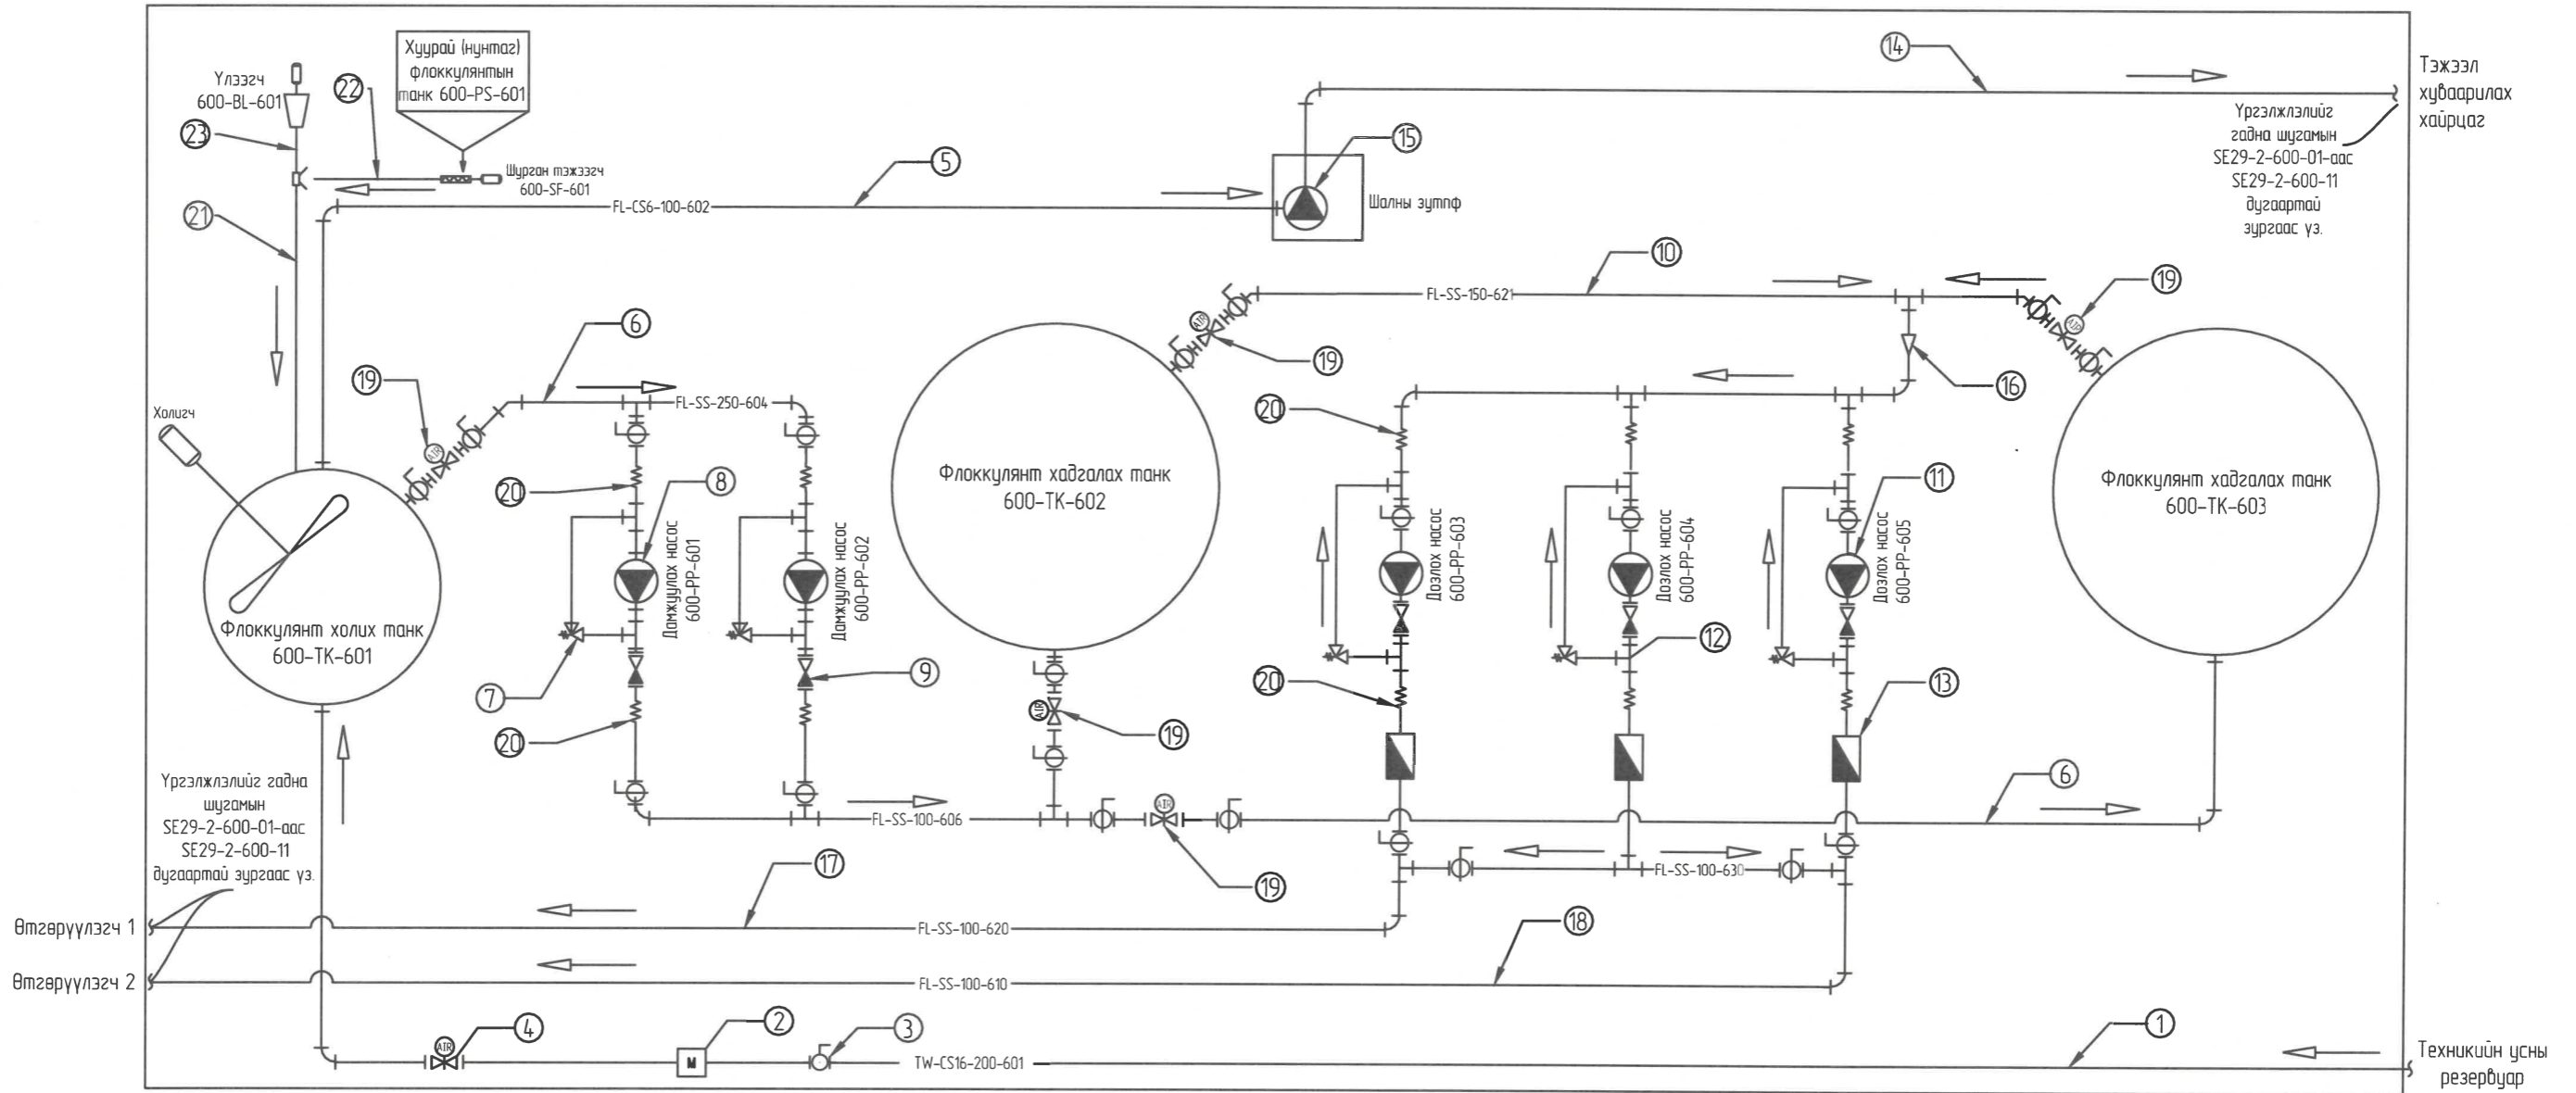 Үлээгч
600-BL-601
Хуурай (нунтаг)
флоккулянтын
танк 600-PS-601
22
23
Шурган тэжээгч
600-SF-601
21
5
FL-CS6-100-602
15
Шалны зутпф
14
Тэжээл
хуваарилах
хайрцаг
Үргэлжлэлийг
гадна шугамын
SE29-2-600-01-аас
SE29-2-600-11
дугаартай
зургаас үз.
10
FL-SS-150-621
19
AIR
AIR
19
16
6
19
AIR
FL-SS-250-604
Холигч
20
20
8
11
Флоккулянт хадгалах танк
600-TK-602
Флоккулянт хадгалах танк
600-TK-603
Дамжуулах насос
600-PP-601
Дамжуулах насос
600-PP-602
Дозлох насос
600-PP-603
Дозлох насос
600-PP-604
Дозлох насос
600-PP-605
Флоккулянт холих танк
600-TK-601
7
9
12
20
20
13
AIR
19
6
Үргэлжлэлийг гадна
шугамын
SE29-2-600-01-аас
SE29-2-600-11
дугаартай зургаас үз.
FL-SS-100-606
AIR
19
17
FL-SS-100-630
18
Өтгөрүүлэгч 1
FL-SS-100-620
Өтгөрүүлэгч 2
FL-SS-100-610
AIR
4
2
M
3
TW-CS16-200-601
1
Техникийн усны
резервуар